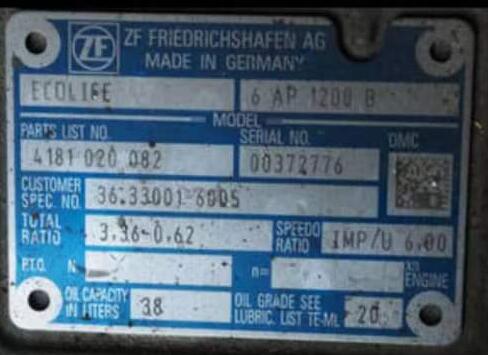 ZF FRIEDRICHSHAFEN AG
MADE IN GERMANY
ECOLIFE 6 AP 1200 B
MODEL
PARTS LIST NO. SERIAL NO. DMC
4181 020 082 00372776
CUSTOMER
SPEC. NO. 36.33001-6005
TOTAL
RATIO 3.36-0.62 SPEEDO
RATIO IMP/U 6.00
P.T.O. N n= X n
ENGINE
OIL CAPACITY
IN LITERS 38 OIL GRADE SEE
LUBRIC. LIST TE-ML 20